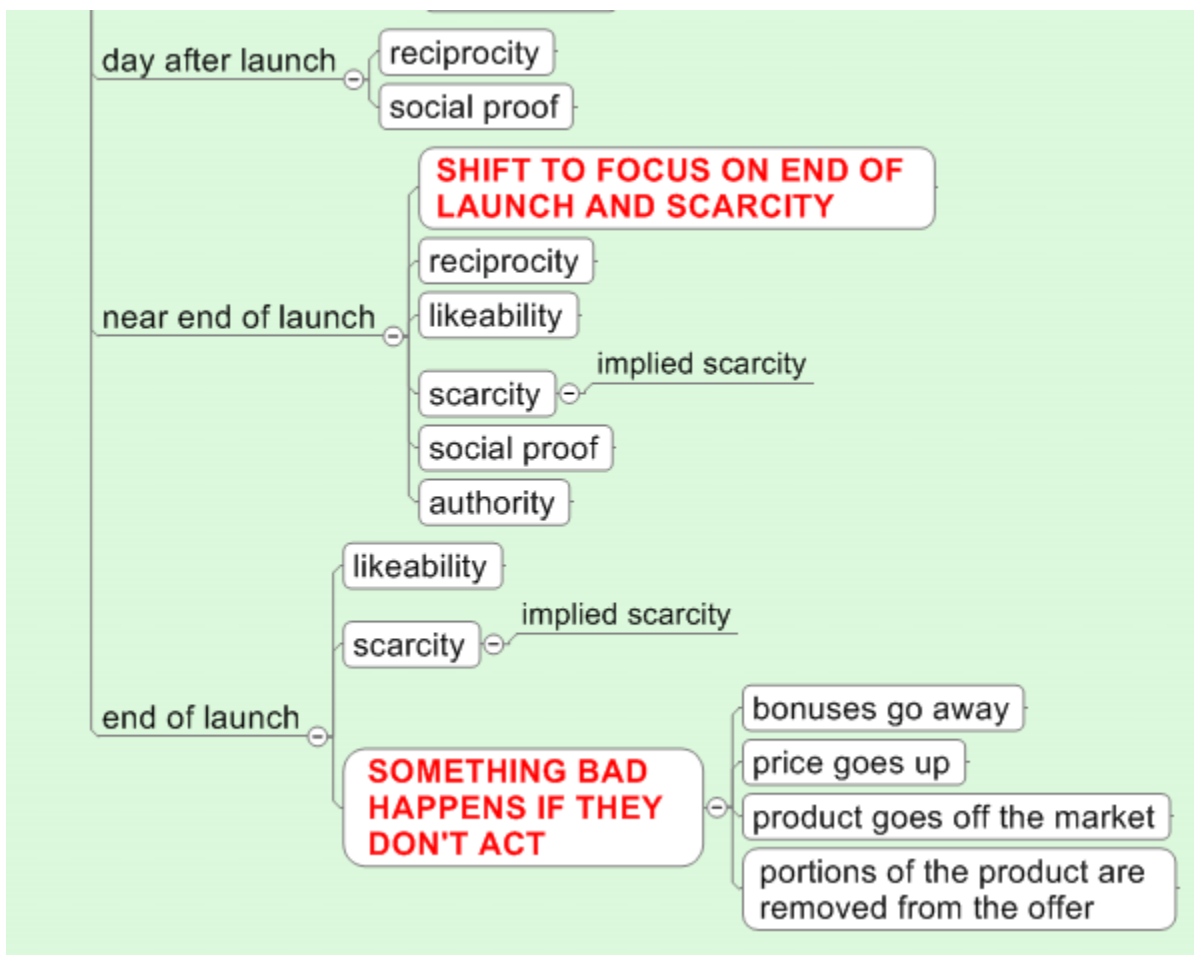 day after launch
reciprocity
social proof
near end of launch
SHIFT TO FOCUS ON END OF
LAUNCH AND SCARCITY
reciprocity
likeability
scarcity
implied scarcity
social proof
authority
end of launch
likeability
scarcity
implied scarcity
SOMETHING BAD
HAPPENS IF THEY
DON'T ACT
bonuses go away
price goes up
product goes off the market
portions of the product are
removed from the offer